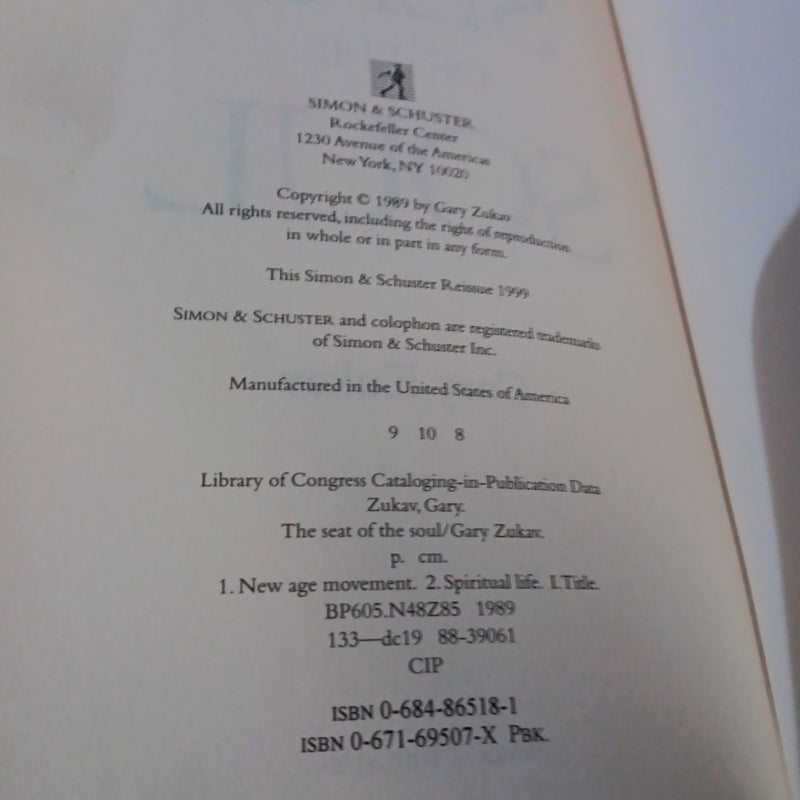 SIMON & SCHUSTER
Rockefeller Center
1230 Avenue of the Americas
New York, NY 10020
Copyright © 1989 by Gary Zukav
All rights reserved, including the right of reproduction
in whole or in part in any form.
This Simon & Schuster Reissue 1999
SIMON & SCHUSTER and colophon are registered trademarks
of Simon & Schuster Inc.
Manufactured in the United States of America
9 10 8
Library of Congress Cataloging-in-Publication Data
Zukav, Gary.
The seat of the soul/Gary Zukav.
p. cm.
1. New age movement. 2. Spiritual life. I. Title.
BP605.N48Z85 1989
133—dc19 88-39061
CIP
ISBN 0-684-86518-1
ISBN 0-671-69507-X PBK.